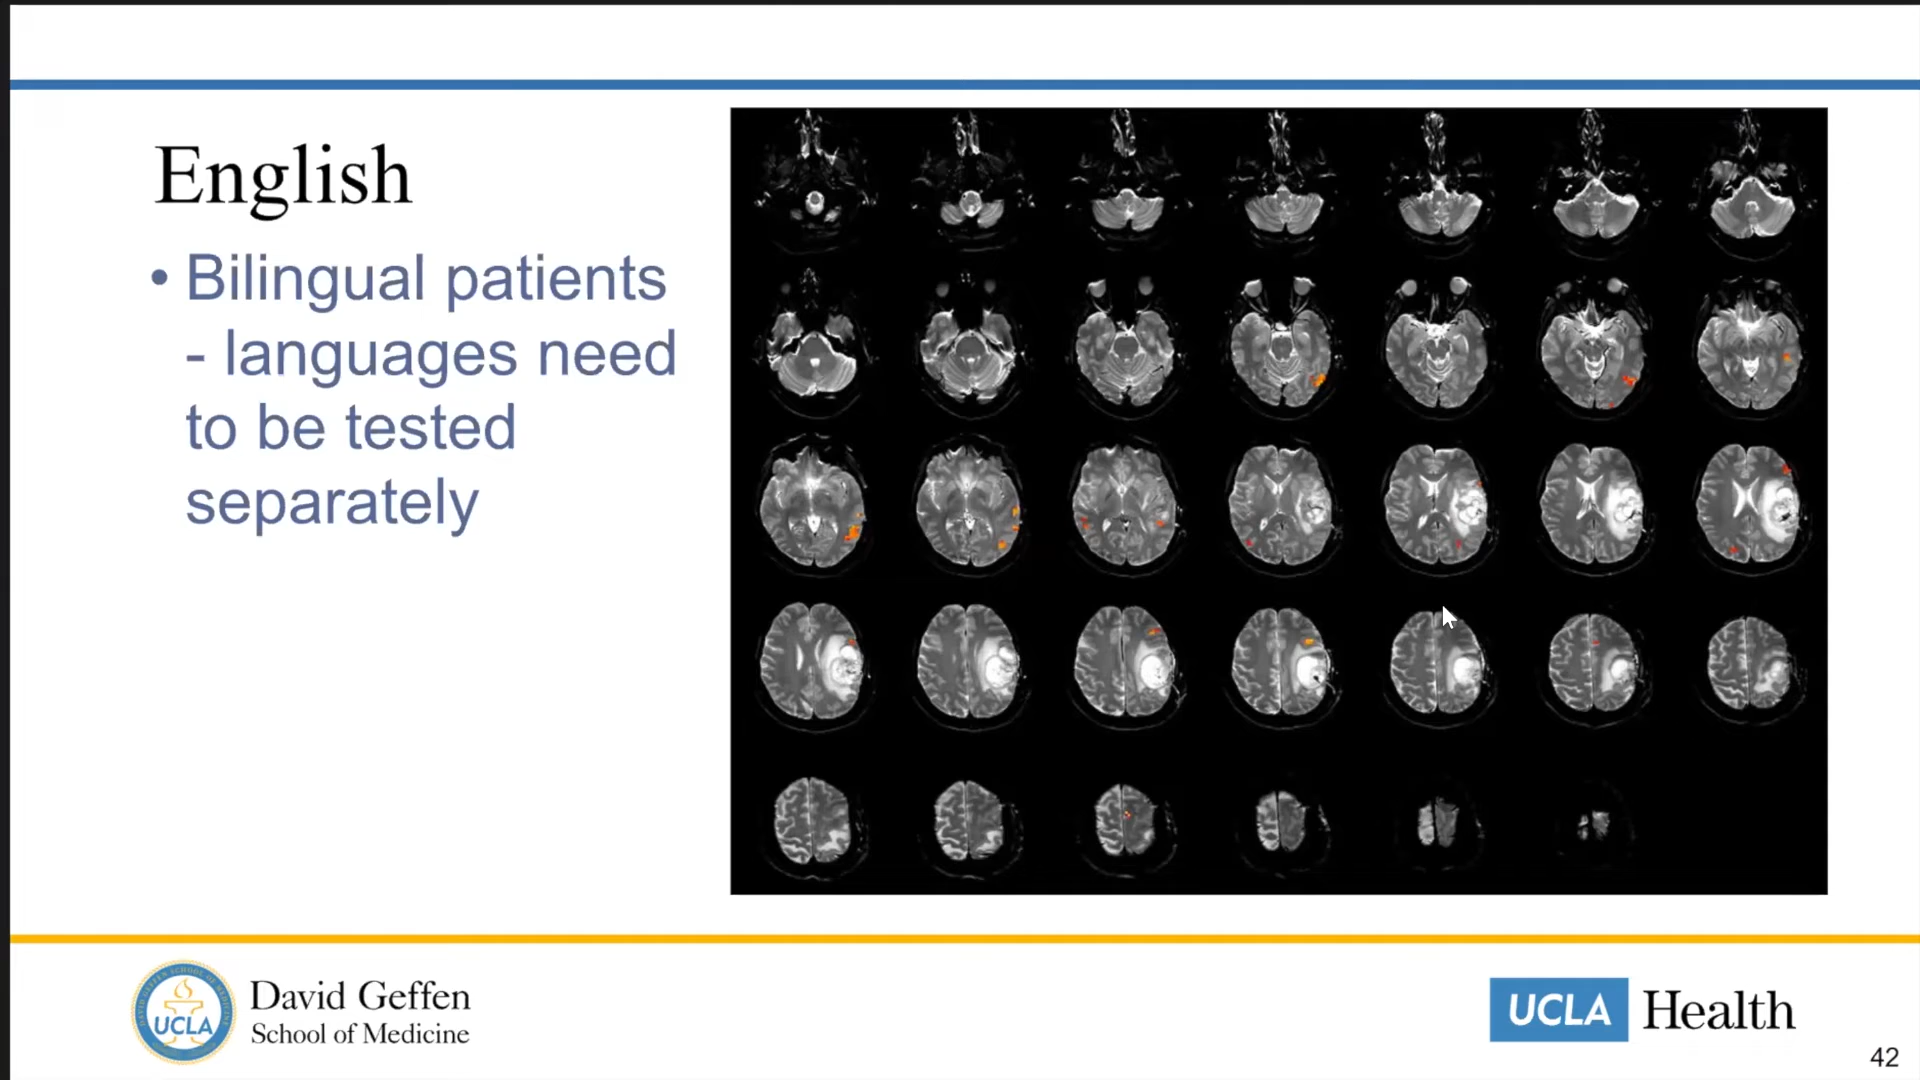 English
• Bilingual patients
- languages need
to be tested
separately
UCLA
David Geffen
School of Medicine
UCLA Health
42